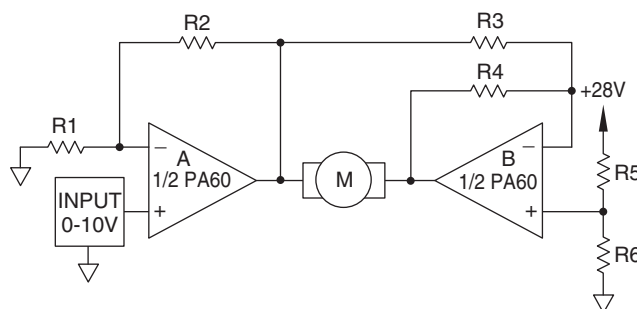 R2
R3
R4
+28V
R1
−
A
1/2 PA60
+
INPUT
0-10V
M
B
1/2 PA60
−
+
R5
R6